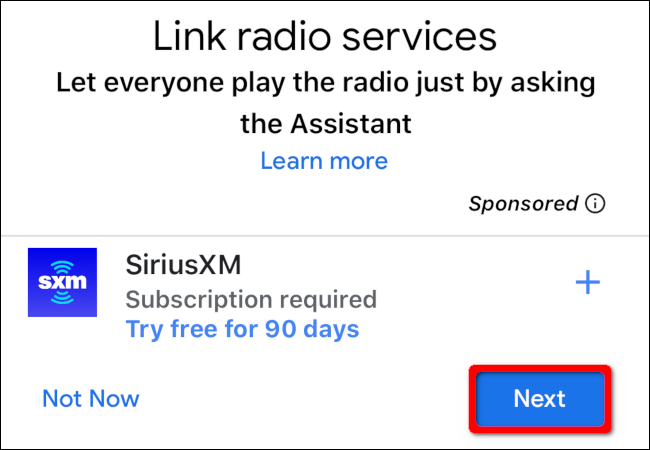 Link radio services
Let everyone play the radio just by asking
the Assistant
Learn more
Sponsored
sxm
SiriusXM
Subscription required
Try free for 90 days
Not Now
Next